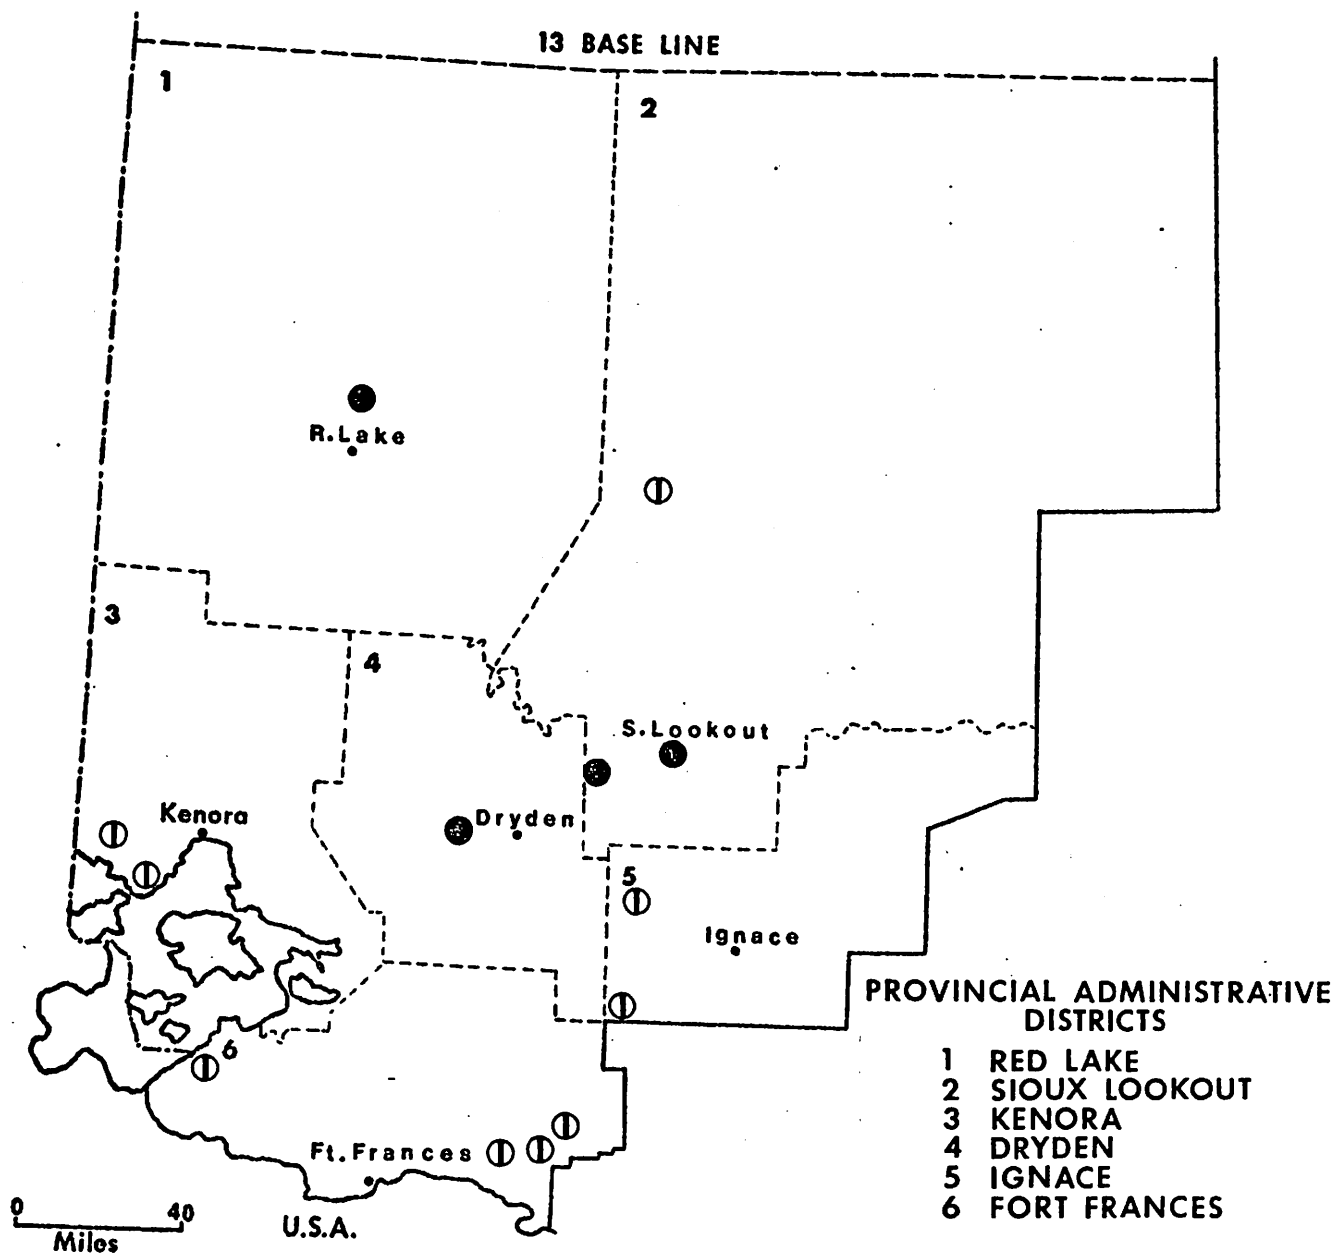 13 BASE LINE
1
2
R.Lake
3
4
S.Lookout
Kenora
Dryden
5
Ignace
6
Ft.Frances
U.S.A.
0 40
Miles
PROVINCIAL ADMINISTRATIVE
DISTRICTS
1 RED LAKE
2 SIOUX LOOKOUT
3 KENORA
4 DRYDEN
5 IGNACE
6 FORT FRANCES